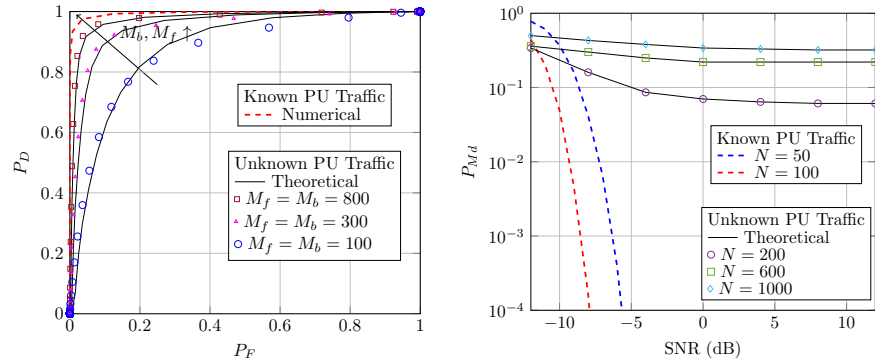 1
0.8
0.6
0.4
0.2
0
P_D
M_b, M_f ↑
Known PU Traffic
Numerical
Unknown PU Traffic
Theoretical
M_f = M_b = 800
M_f = M_b = 300
M_f = M_b = 100
0 0.2 0.4 0.6 0.8 1
P_F
10^0
10^−1
10^−2
10^−3
10^−4
P_Md
Known PU Traffic
N = 50
N = 100
Unknown PU Traffic
Theoretical
N = 200
N = 600
N = 1000
−10 −5 0 5 10
SNR (dB)